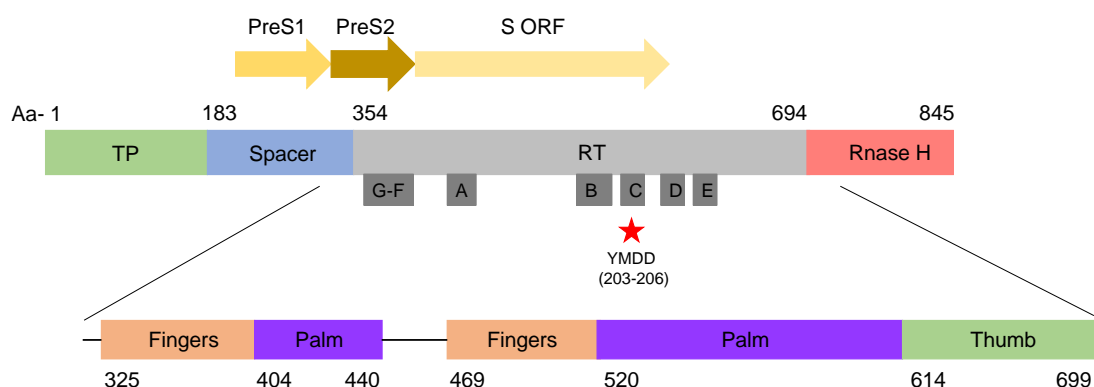 PreS1 PreS2 S ORF
Aa- 1 183 354 694 845
TP Spacer RT Rnase H
G-F A B C D E
YMDD
(203-206)
Fingers Palm Fingers Palm Thumb
325 404 440 469 520 614 699